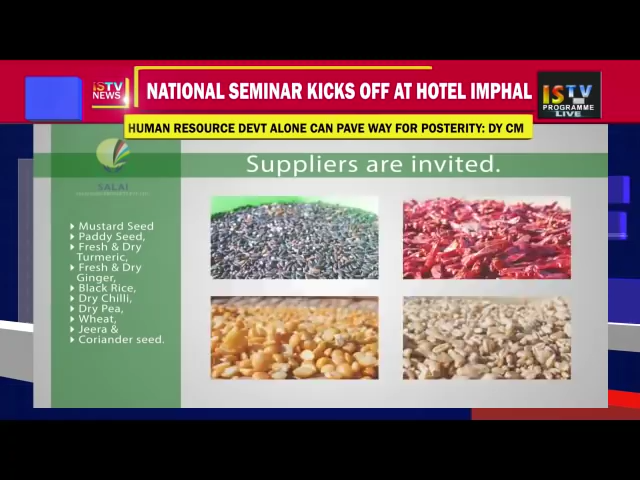 iSTV
NEWS
NATIONAL SEMINAR KICKS OFF AT HOTEL IMPHAL
HUMAN RESOURCE DEVT ALONE CAN PAVE WAY FOR POSTERITY: DY CM
ISTV
PROGRAMME
LIVE
SALAI
Suppliers are invited.
Mustard Seed
Paddy Seed,
Fresh & Dry
Turmeric,
Fresh & Dry
Ginger,
Black Rice,
Dry Chilli,
Dry Pea,
Wheat,
Jeera &
Coriander seed.